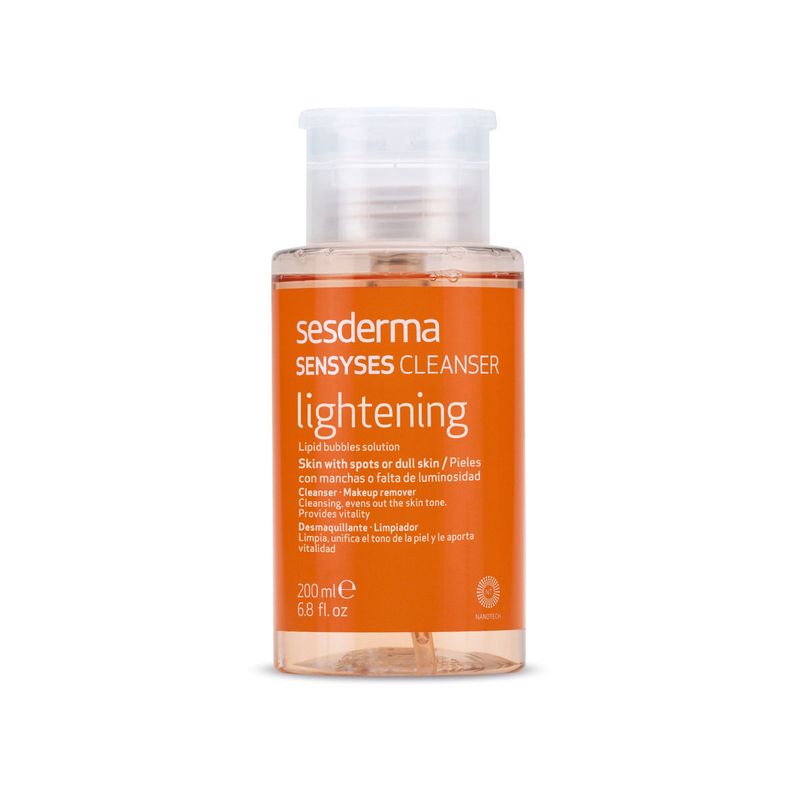 sesderma
SENSYSES CLEANSER
lightening
Lipid bubbles solution
Skin with spots or dull skin / Pieles
con manchas o falta de luminosidad
Cleanser · Makeup remover
Cleansing, evens out the skin tone.
Provides vitality
Desmaquillante · Limpiador
Limpia, unifica el tono de la piel y le aporta
vitalidad
200 ml ℮
6.8 fl. oz
NT
NANOTECH